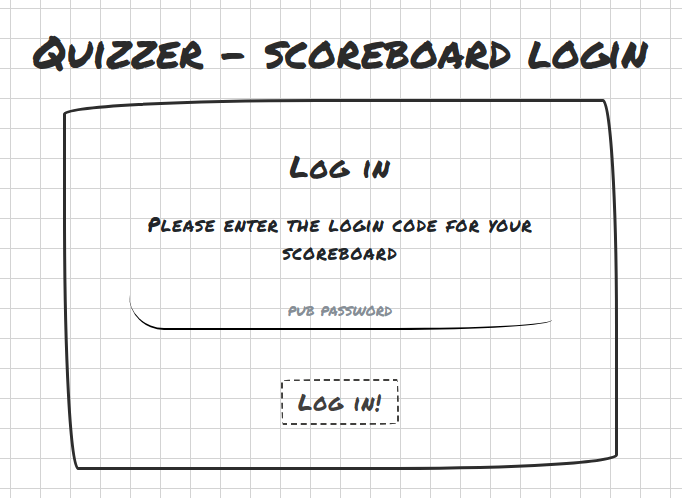 Quizzer - scoreboard login
Log in
Please enter the login code for your
scoreboard
pub password
Log in!